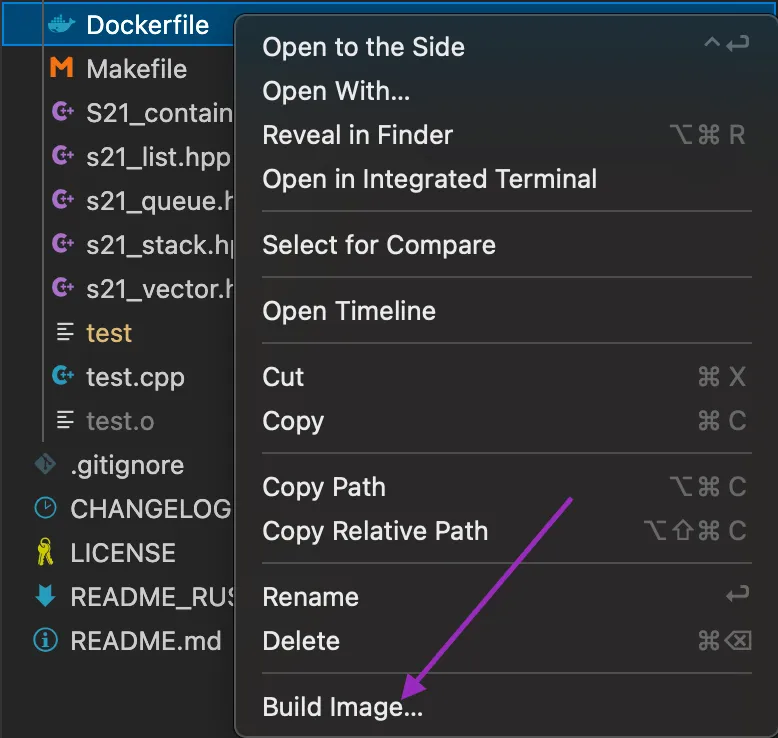 Dockerfile
Makefile
S21_contain
s21_list.hpp
s21_queue.h
s21_stack.hp
s21_vector.h
test
test.cpp
test.o
.gitignore
CHANGELOG
LICENSE
README_RUS
README.md
Open to the Side ^↩
Open With...
Reveal in Finder ⌥⌘ R
Open in Integrated Terminal
Select for Compare
Open Timeline
Cut ⌘ X
Copy ⌘ C
Copy Path ⌥⌘ C
Copy Relative Path ⌥⇧⌘ C
Rename ↩
Delete ⌘⌫
Build Image...